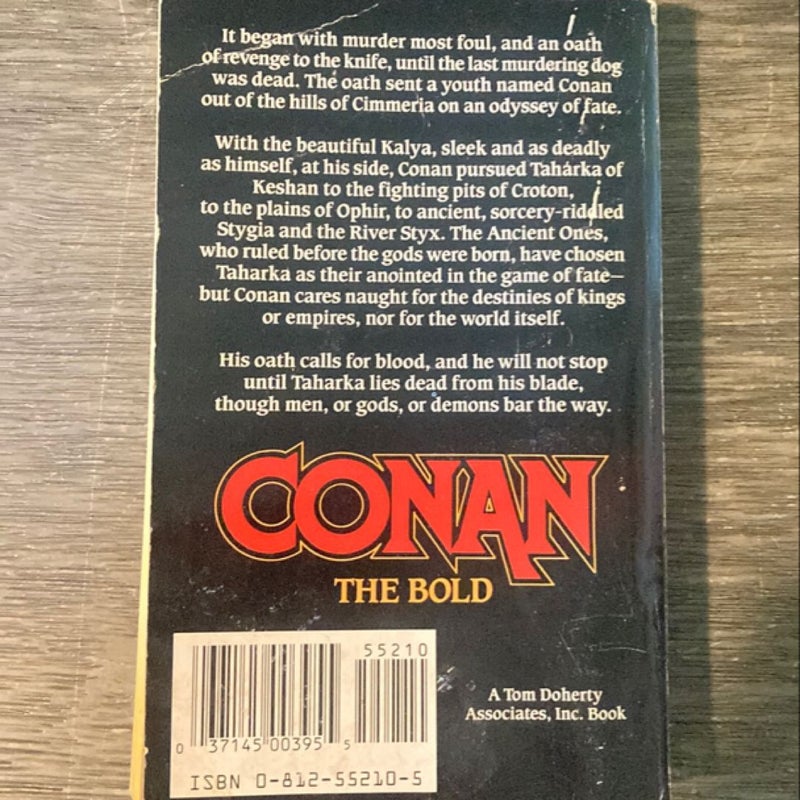 It began with murder most foul, and an oath
of revenge to the knife, until the last murdering dog
was dead. The oath sent a youth named Conan
out of the hills of Cimmeria on an odyssey of fate.
With the beautiful Kalya, sleek and as deadly
as himself, at his side, Conan pursued Taharka of
Keshan to the fighting pits of Croton,
to the plains of Ophir, to ancient, sorcery-riddled
Stygia and the River Styx. The Ancient Ones,
who ruled before the gods were born, have chosen
Taharka as their anointed in the game of fate—
but Conan cares naught for the destinies of kings
or empires, nor for the world itself.
His oath calls for blood, and he will not stop
until Taharka lies dead from his blade,
though men, or gods, or demons bar the way.
CONAN
THE BOLD
55210
0 37145 00395 5
ISBN 0-812-55210-5
A Tom Doherty
Associates, Inc. Book